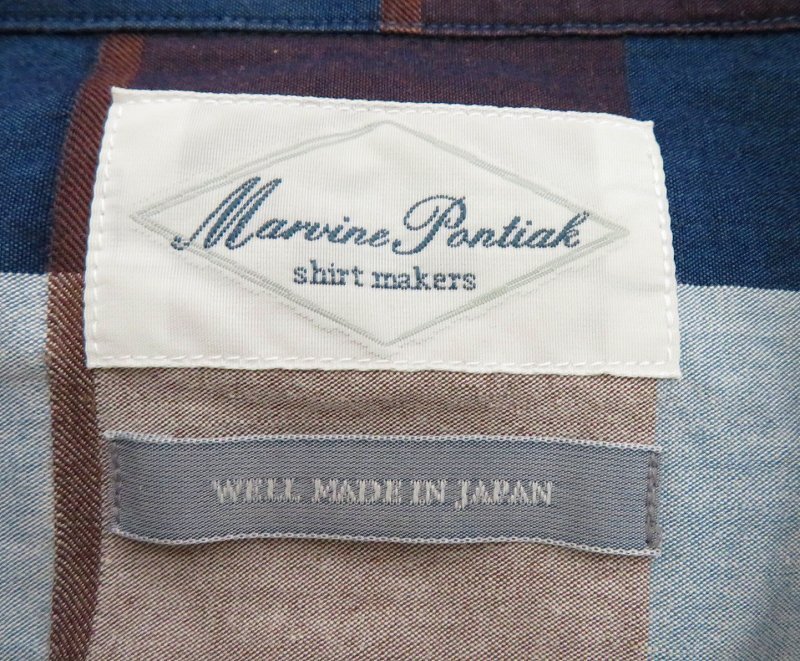 Marvine Pontiak
shirt makers
WELL MADE IN JAPAN